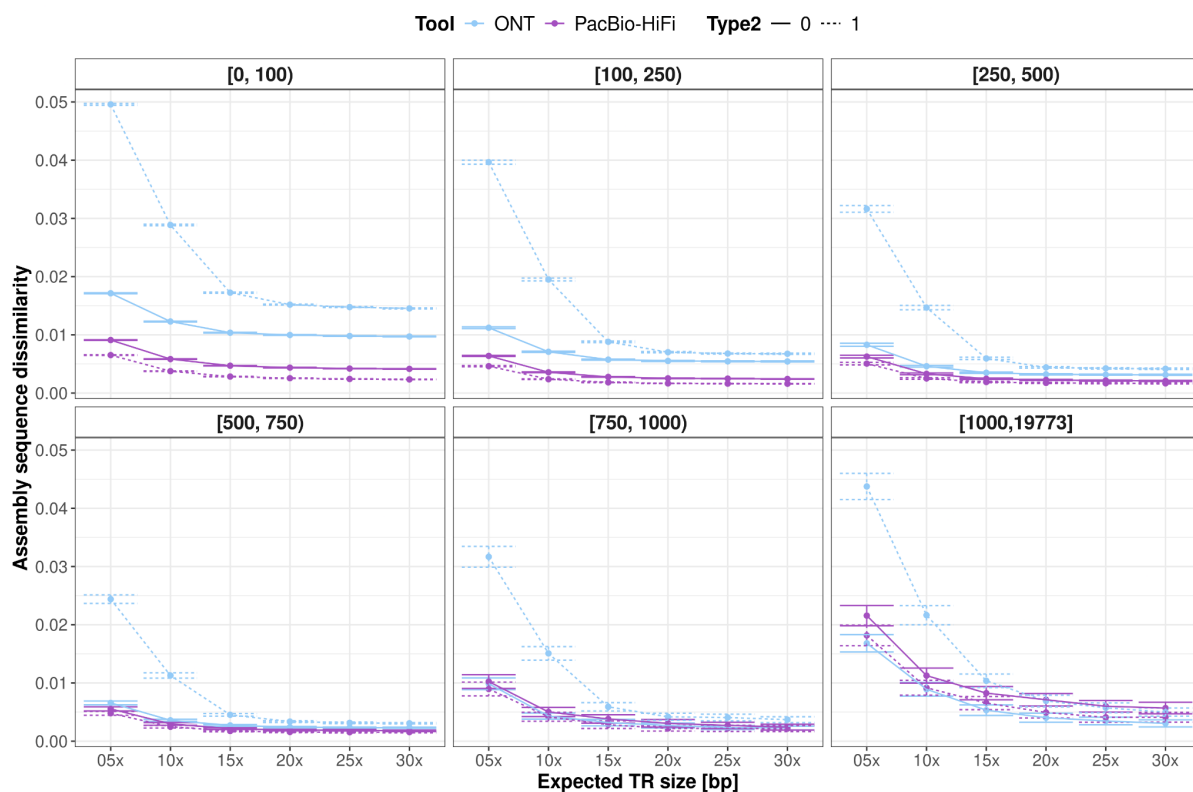 Tool ONT PacBio-HiFi Type2 0 1
[0, 100) [100, 250) [250, 500)
0.05
0.04
0.03
0.02
0.01
0.00
[500, 750) [750, 1000) [1000,19773]
0.05
0.04
0.03
0.02
0.01
0.00
Assembly sequence dissimilarity
05x 10x 15x 20x 25x 30x 05x 10x 15x 20x 25x 30x 05x 10x 15x 20x 25x 30x
Expected TR size [bp]